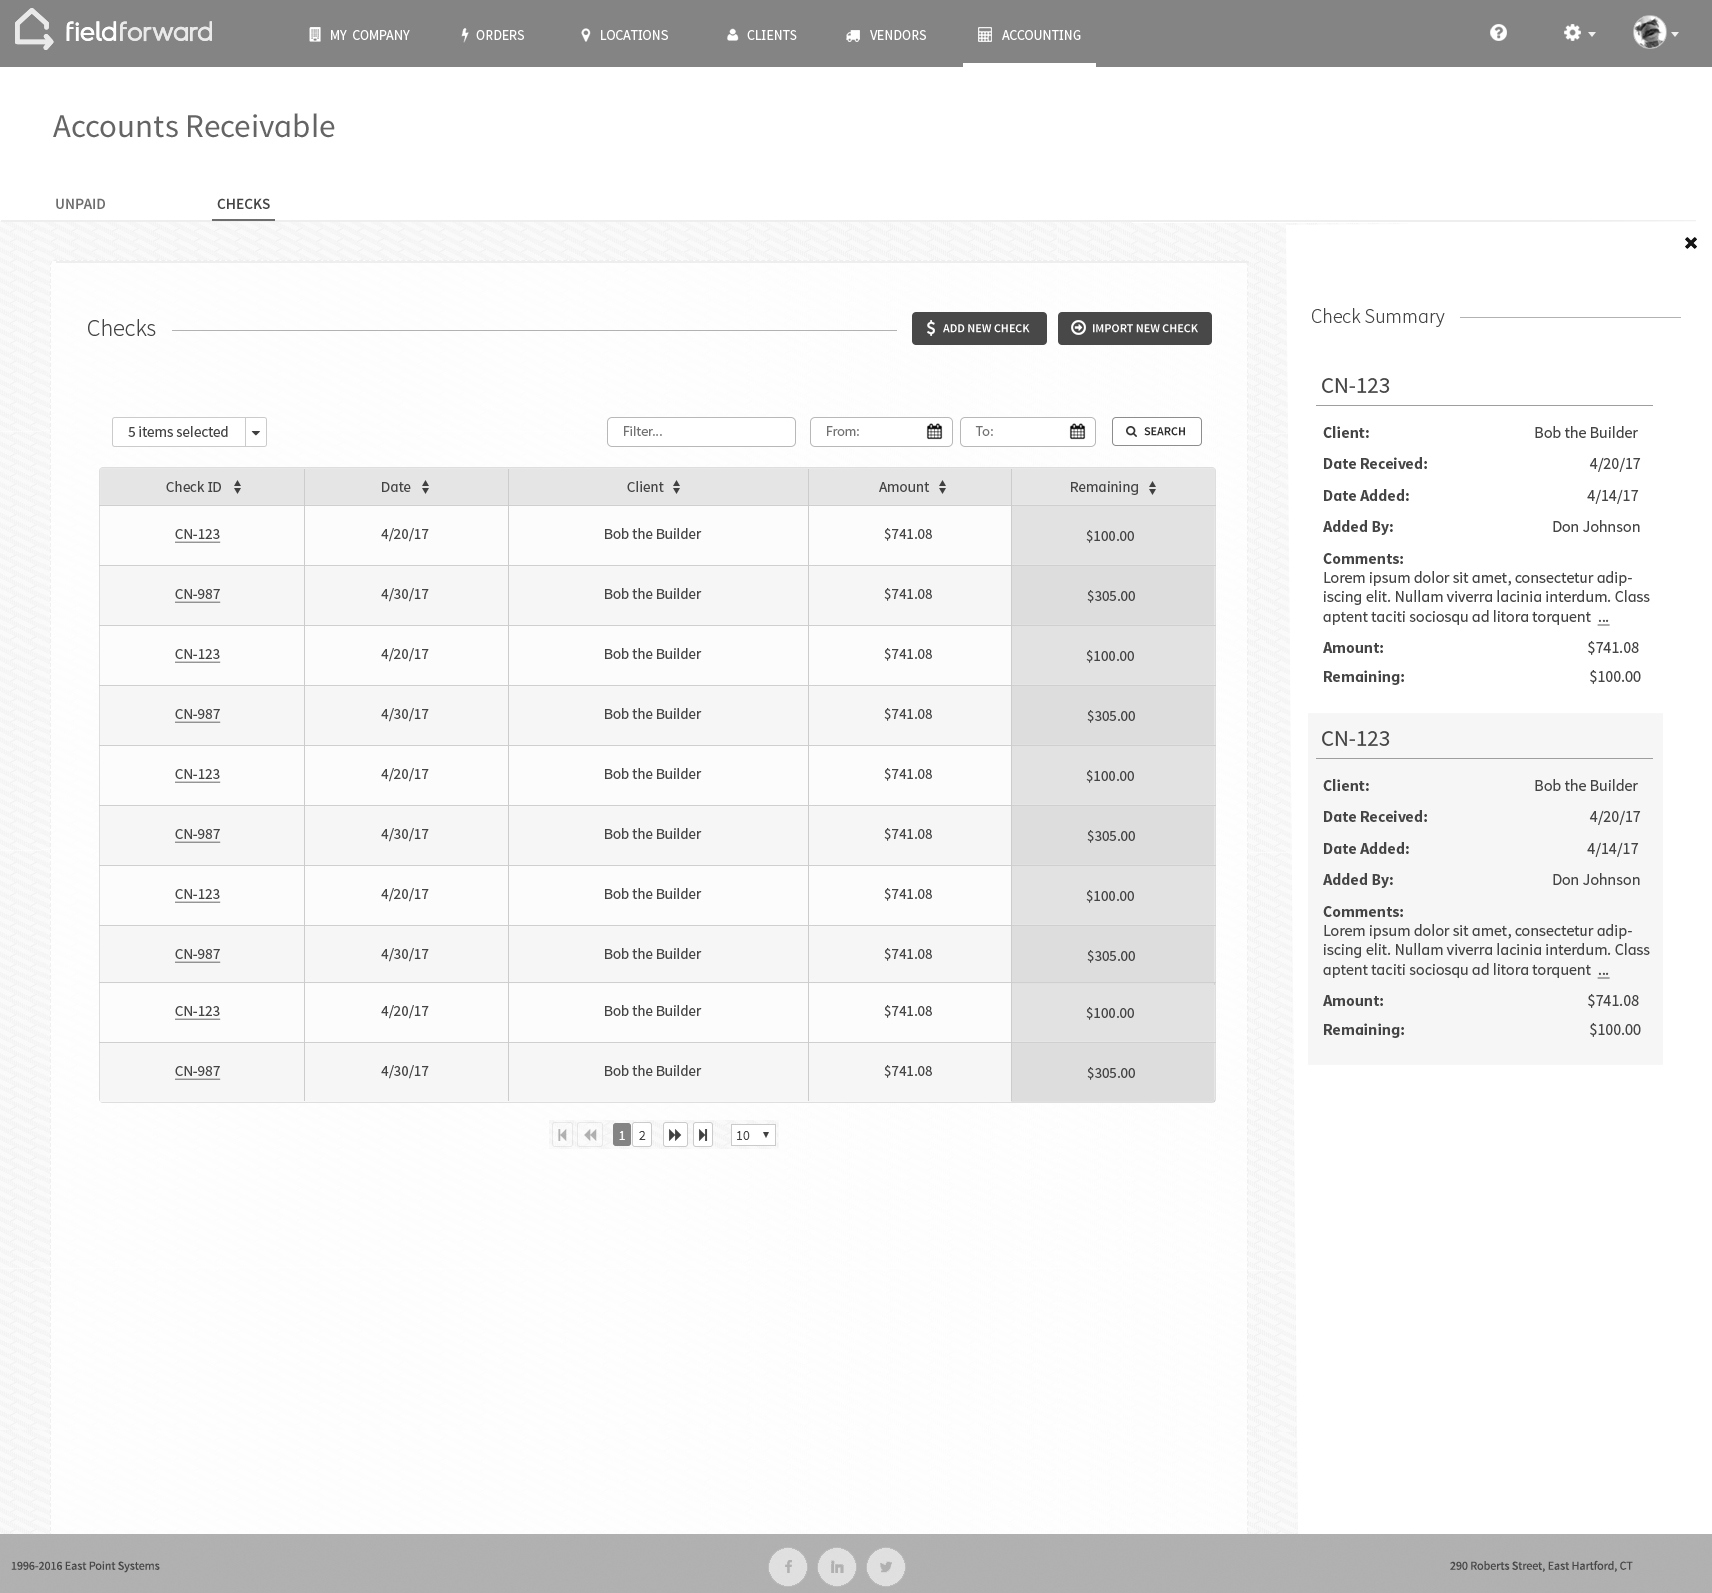 fieldforward
MY COMPANY
ORDERS
LOCATIONS
CLIENTS
VENDORS
ACCOUNTING
Accounts Receivable
UNPAID
CHECKS
Checks
$ ADD NEW CHECK
IMPORT NEW CHECK
5 items selected
Filter...
From:
To:
SEARCH
Check ID Date Client Amount Remaining
CN-123 4/20/17 Bob the Builder $741.08 $100.00
CN-987 4/30/17 Bob the Builder $741.08 $305.00
CN-123 4/20/17 Bob the Builder $741.08 $100.00
CN-987 4/30/17 Bob the Builder $741.08 $305.00
CN-123 4/20/17 Bob the Builder $741.08 $100.00
CN-987 4/30/17 Bob the Builder $741.08 $305.00
CN-123 4/20/17 Bob the Builder $741.08 $100.00
CN-987 4/30/17 Bob the Builder $741.08 $305.00
CN-123 4/20/17 Bob the Builder $741.08 $100.00
CN-987 4/30/17 Bob the Builder $741.08 $305.00
1 2 10
Check Summary
CN-123
Client: Bob the Builder
Date Received: 4/20/17
Date Added: 4/14/17
Added By: Don Johnson
Comments:
Lorem ipsum dolor sit amet, consectetur adip-
iscing elit. Nullam viverra lacinia interdum. Class
aptent taciti sociosqu ad litora torquent ...
Amount: $741.08
Remaining: $100.00
CN-123
Client: Bob the Builder
Date Received: 4/20/17
Date Added: 4/14/17
Added By: Don Johnson
Comments:
Lorem ipsum dolor sit amet, consectetur adip-
iscing elit. Nullam viverra lacinia interdum. Class
aptent taciti sociosqu ad litora torquent ...
Amount: $741.08
Remaining: $100.00
1996-2016 East Point Systems
f
in
290 Roberts Street, East Hartford, CT